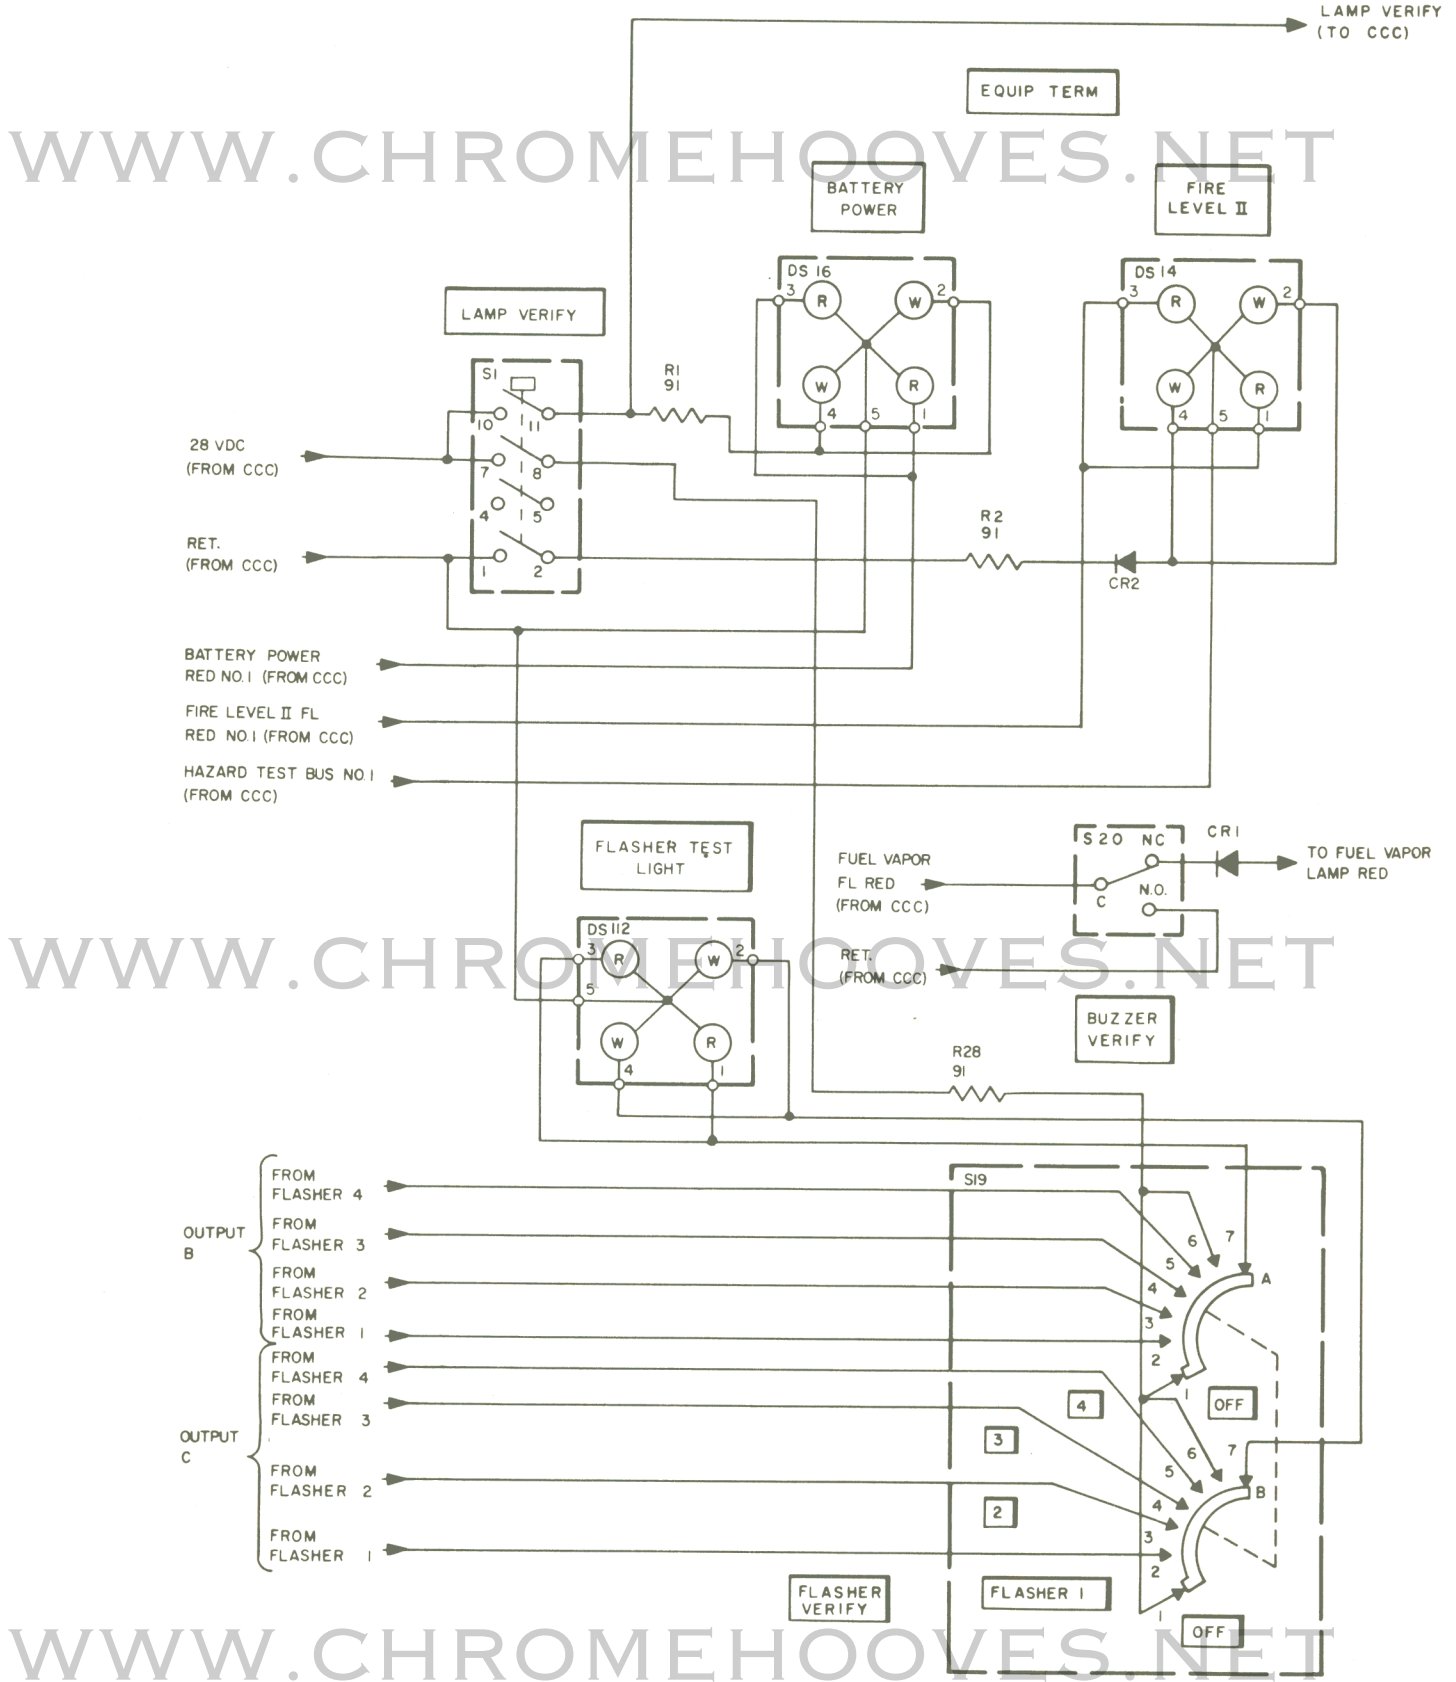 LAMP VERIFY
(TO CCC)
EQUIP TERM
WWW.CHROMEHOOVES.NET
BATTERY
POWER
FIRE
LEVEL II
DS 16
3
R
W
2
W
R
4
5
1
DS 14
3
R
W
2
W
R
4
5
1
LAMP VERIFY
S1
10
11
7
8
4
5
1
2
R1
91
28 VDC
(FROM CCC)
RET.
(FROM CCC)
R2
91
CR2
BATTERY POWER
RED NO.1 (FROM CCC)
FIRE LEVEL II FL
RED NO.1 (FROM CCC)
HAZARD TEST BUS NO.1
(FROM CCC)
FLASHER TEST
LIGHT
FUEL VAPOR
FL RED
(FROM CCC)
S20 NC
C
N.O.
CR1
TO FUEL VAPOR
LAMP RED
WWW.CHROMEHOOVES.NET
DS112
3
R
W
2
5
W
R
4
1
RET.
(FROM CCC)
BUZZER
VERIFY
R28
91
OUTPUT
B
FROM
FLASHER 4
FROM
FLASHER 3
FROM
FLASHER 2
FROM
FLASHER 1
S19
7
6
5
4
3
2
1
A
OFF
OUTPUT
C
FROM
FLASHER 4
FROM
FLASHER 3
FROM
FLASHER 2
FROM
FLASHER 1
4
3
2
7
6
5
4
3
2
1
B
FLASHER
VERIFY
FLASHER 1
OFF
WWW.CHROMEHOOVES.NET